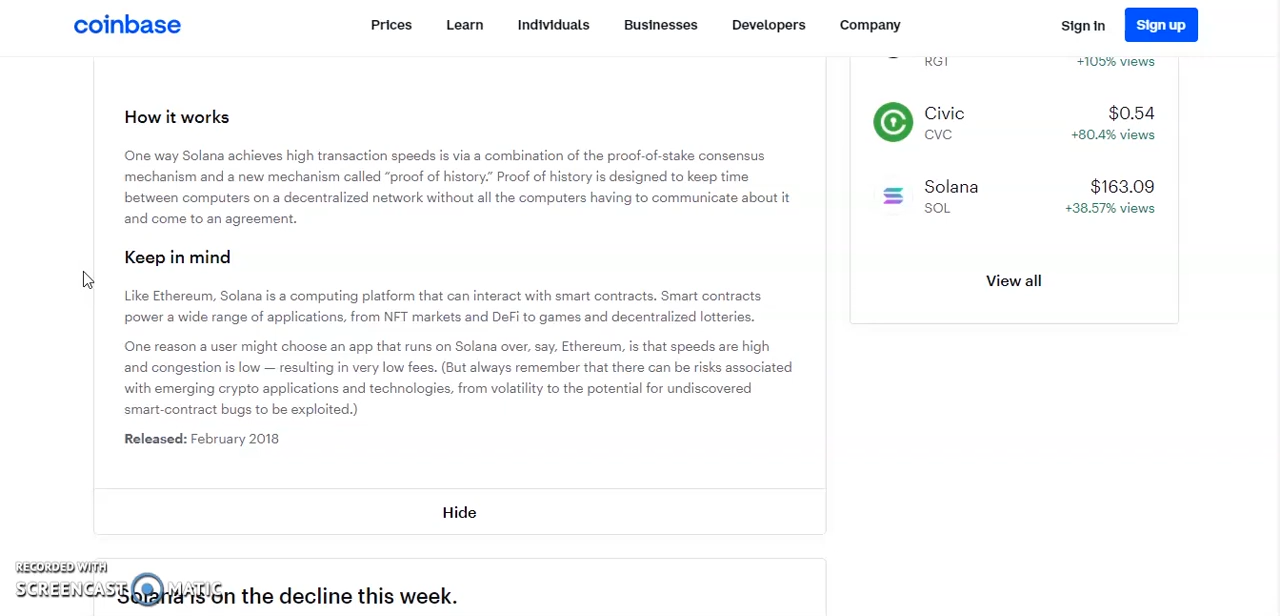 coinbase
Prices
Learn
Individuals
Businesses
Developers
Company
Sign in
Sign up
How it works
One way Solana achieves high transaction speeds is via a combination of the proof-of-stake consensus
mechanism and a new mechanism called “proof of history.” Proof of history is designed to keep time
between computers on a decentralized network without all the computers having to communicate about it
and come to an agreement.
Keep in mind
Like Ethereum, Solana is a computing platform that can interact with smart contracts. Smart contracts
power a wide range of applications, from NFT markets and DeFi to games and decentralized lotteries.
One reason a user might choose an app that runs on Solana over, say, Ethereum, is that speeds are high
and congestion is low — resulting in very low fees. (But always remember that there can be risks associated
with emerging crypto applications and technologies, from volatility to the potential for undiscovered
smart-contract bugs to be exploited.)
Released: February 2018
Hide
Solana is on the decline this week.
RGT
+105% views
Civic
$0.54
CVC
+80.4% views
Solana
$163.09
SOL
+38.57% views
View all
RECORDED WITH
SCREENCAST MATIC